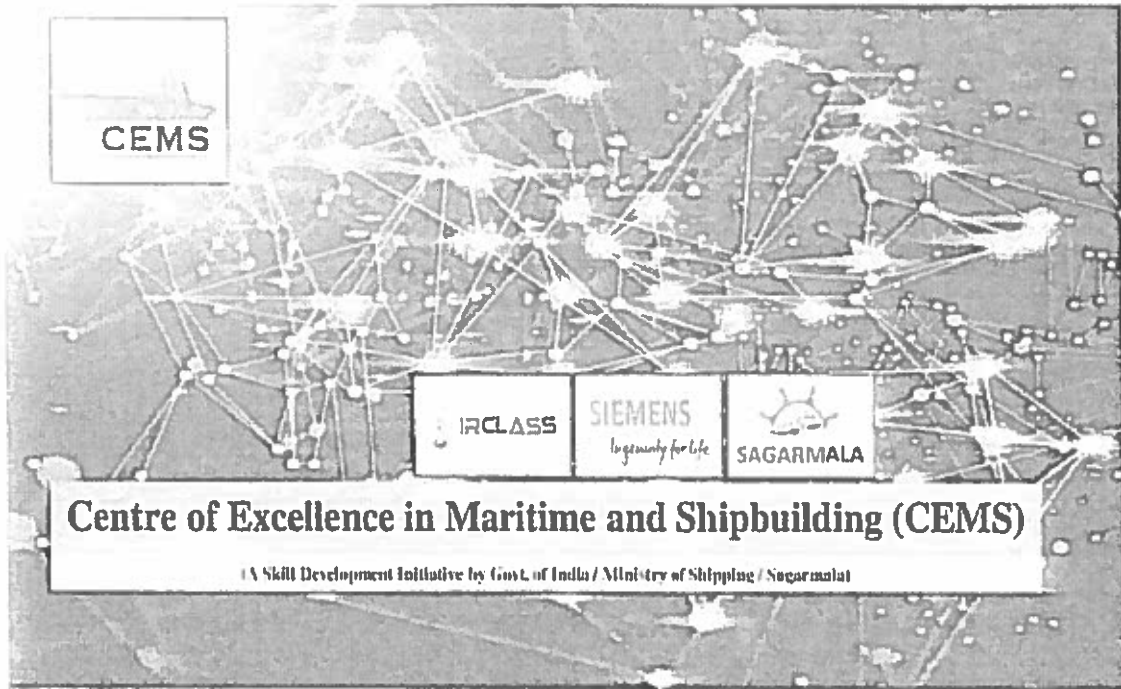 CEMS
IRCLASS
SIEMENS
Ingenuity for life
SAGARMALA
Centre of Excellence in Maritime and Shipbuilding (CEMS)
(A Skill Development Initiative by Govt. of India / Ministry of Shipping / Sagarmala)